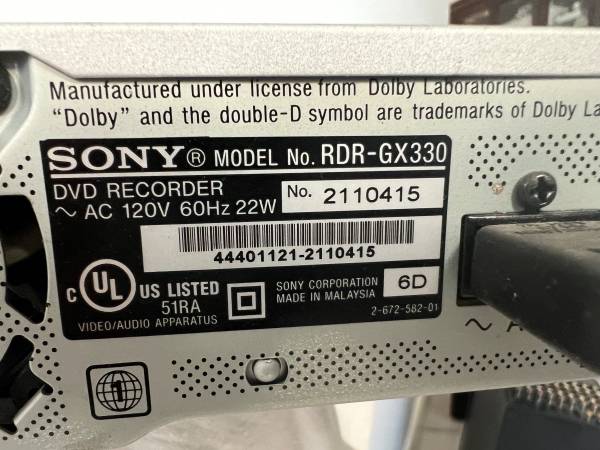 Manufactured under license from Dolby Laboratories.
"Dolby" and the double-D symbol are trademarks of Dolby La
SONY® MODEL No. RDR-GX330
DVD RECORDER
No. 2110415
~ AC 120V 60Hz 22W
44401121-2110415
C UL US LISTED
51RA
VIDEO/AUDIO APPARATUS
SONY CORPORATION
MADE IN MALAYSIA
6D
2-672-582-01
1
~ A